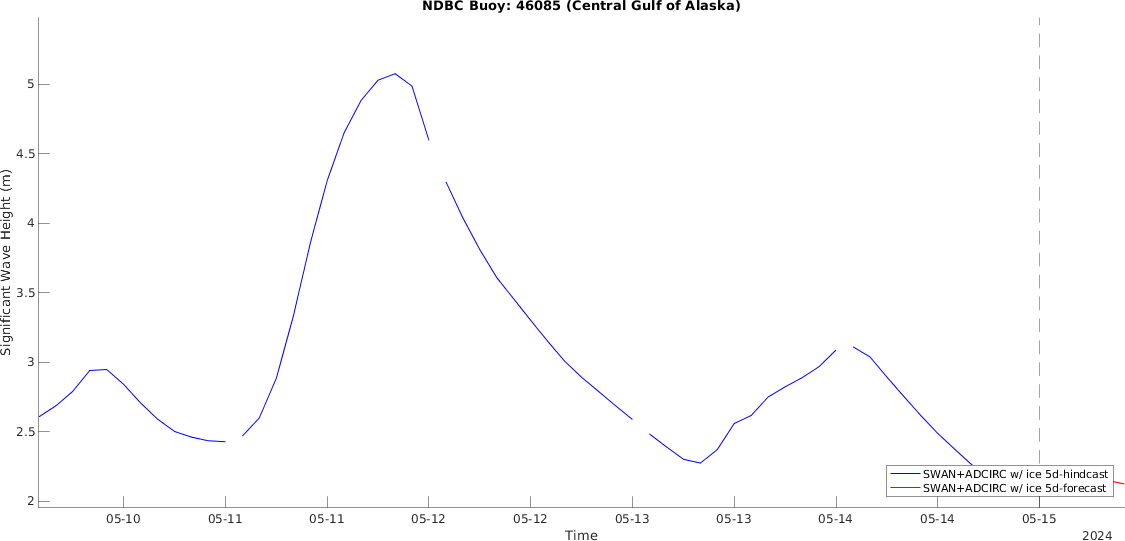 NDBC Buoy: 46085 (Central Gulf of Alaska)
Significant Wave Height (m)
5
4.5
4
3.5
3
2.5
2
SWAN+ADCIRC w/ ice 5d-hindcast
SWAN+ADCIRC w/ ice 5d-forecast
05-10 05-11 05-11 05-12 05-12 05-13 05-13 05-14 05-14 05-15
Time
2024